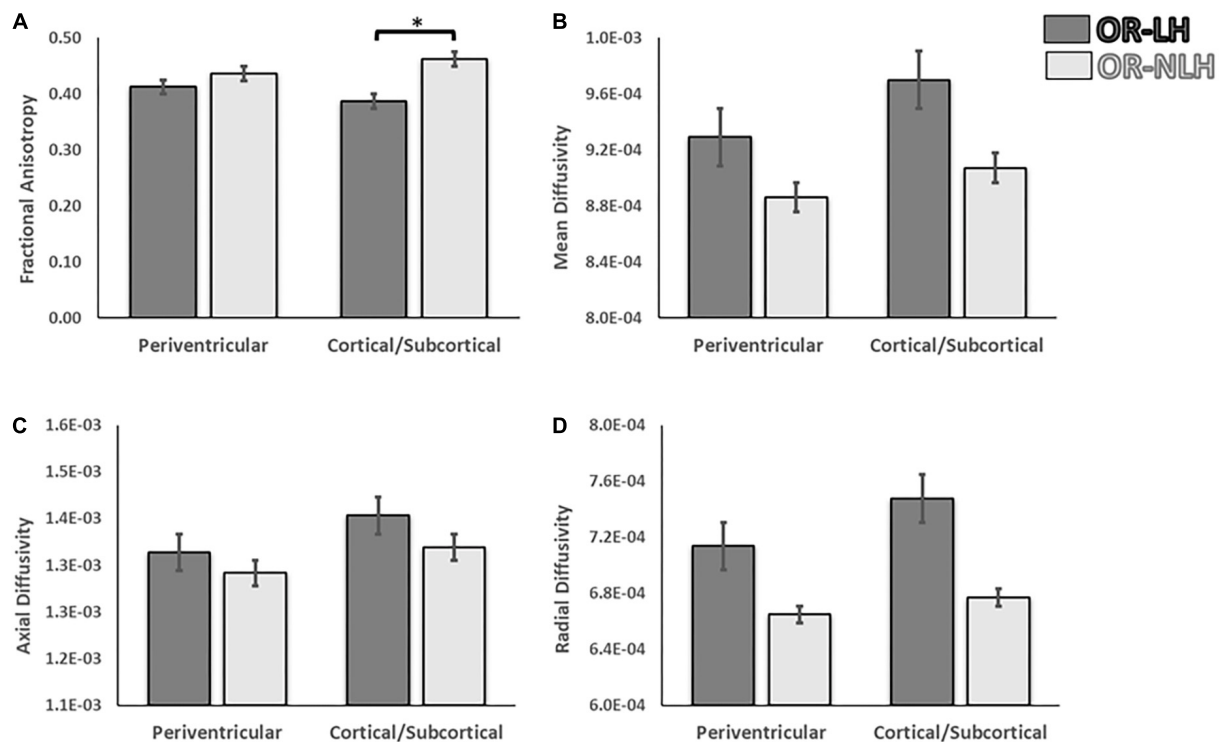 A
B
*
OR-LH
OR-NLH
Fractional Anisotropy
0.50
0.40
0.30
0.20
0.10
0.00
Periventricular Cortical/Subcortical
Mean Diffusivity
1.0E-03
9.6E-04
9.2E-04
8.8E-04
8.4E-04
8.0E-04
Periventricular Cortical/Subcortical
C
Axial Diffusivity
1.6E-03
1.5E-03
1.4E-03
1.3E-03
1.3E-03
1.2E-03
1.1E-03
Periventricular Cortical/Subcortical
D
Radial Diffusivity
8.0E-04
7.6E-04
7.2E-04
6.8E-04
6.4E-04
6.0E-04
Periventricular Cortical/Subcortical